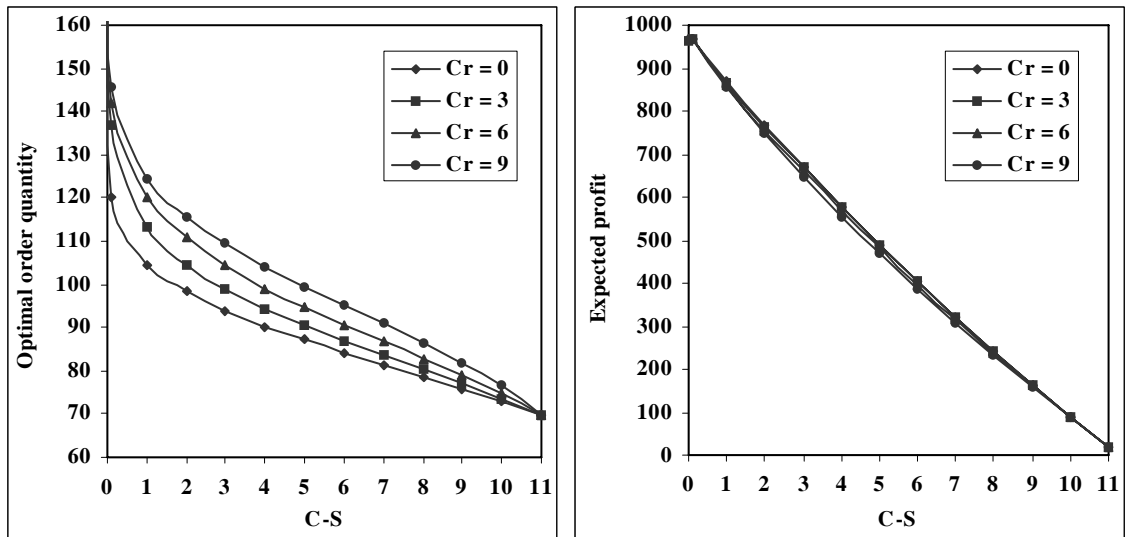 160
150
140
130
120
110
100
90
80
70
60
Optimal order quantity
0 1 2 3 4 5 6 7 8 9 10 11
C-S
Cr = 0
Cr = 3
Cr = 6
Cr = 9
1000
900
800
700
600
500
400
300
200
100
0
Expected profit
0 1 2 3 4 5 6 7 8 9 10 11
C-S
Cr = 0
Cr = 3
Cr = 6
Cr = 9